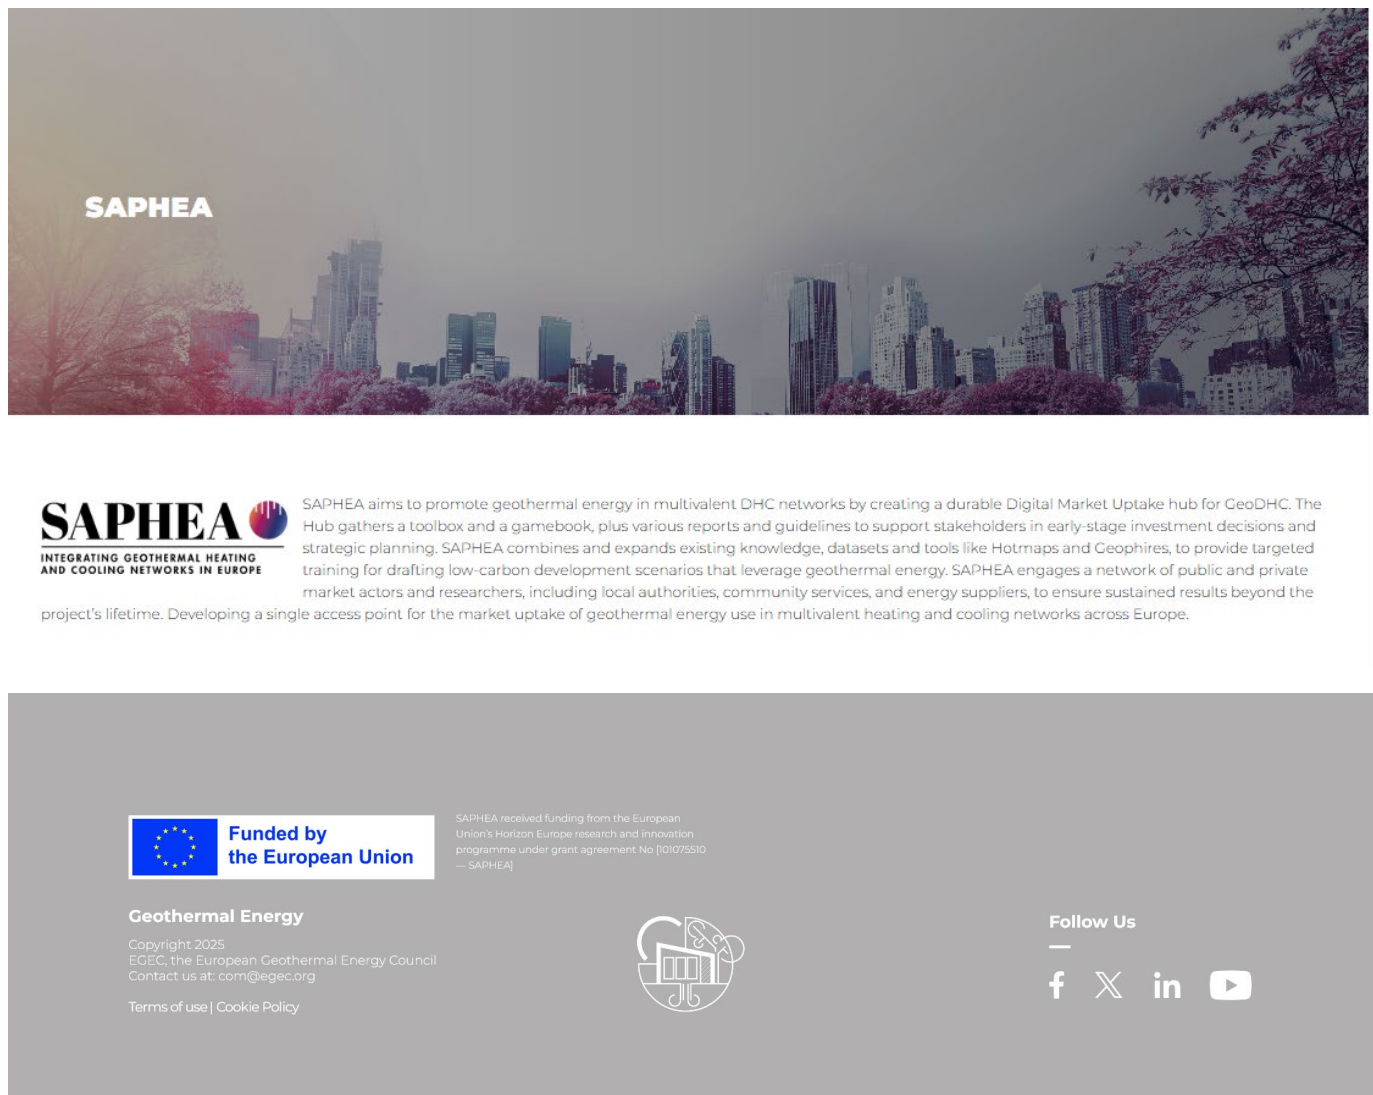 SAPHEA
SAPHEA
INTEGRATING GEOTHERMAL HEATING
AND COOLING NETWORKS IN EUROPE
SAPHEA aims to promote geothermal energy in multivalent DHC networks by creating a durable Digital Market Uptake hub for GeoDHC. The
Hub gathers a toolbox and a gamebook, plus various reports and guidelines to support stakeholders in early-stage investment decisions and
strategic planning. SAPHEA combines and expands existing knowledge, datasets and tools like Hotmaps and Geophires, to provide targeted
training for drafting low-carbon development scenarios that leverage geothermal energy. SAPHEA engages a network of public and private
market actors and researchers, including local authorities, community services, and energy suppliers, to ensure sustained results beyond the
project's lifetime. Developing a single access point for the market uptake of geothermal energy use in multivalent heating and cooling networks across Europe.
Funded by
the European Union
SAPHEA received funding from the European
Union's Horizon Europe research and innovation
programme under grant agreement No [101075510
— SAPHEA]
Geothermal Energy
Copyright 2025
EGEC, the European Geothermal Energy Council
Contact us at: com@egec.org
Terms of use | Cookie Policy
Follow Us